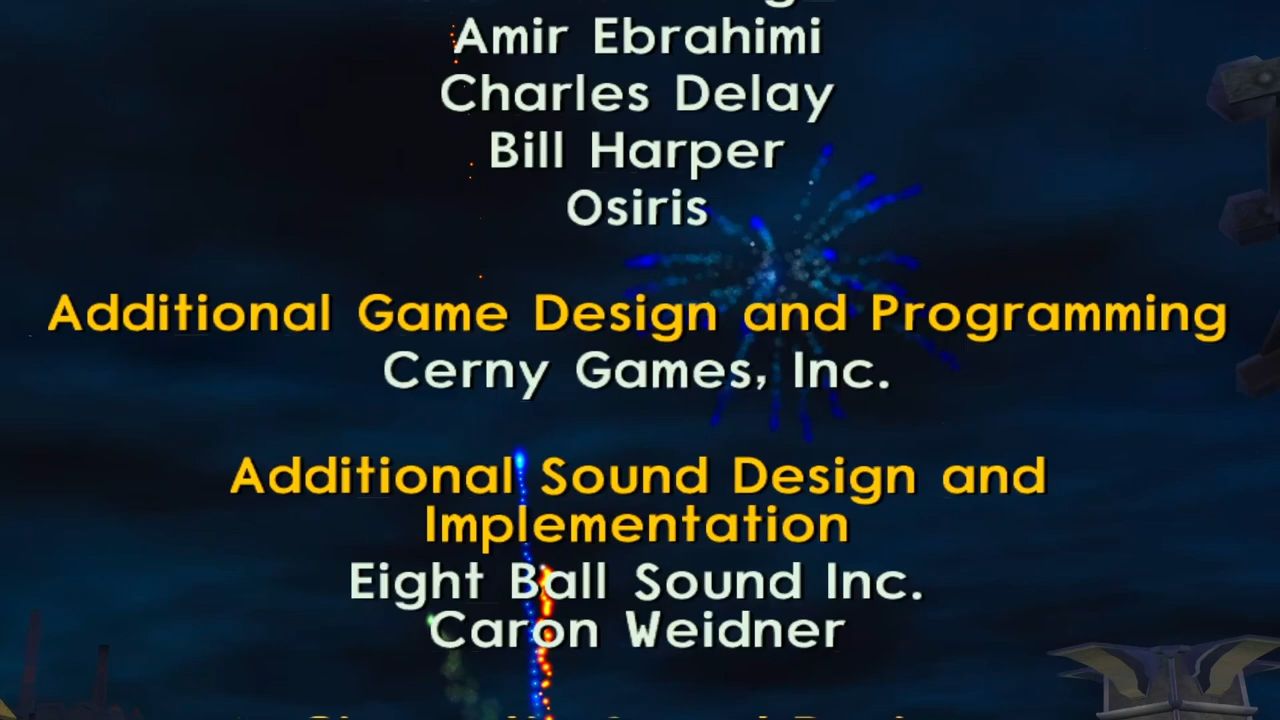 Amir Ebrahimi
Charles Delay
Bill Harper
Osiris
Additional Game Design and Programming
Cerny Games, Inc.
Additional Sound Design and
Implementation
Eight Ball Sound Inc.
Caron Weidner